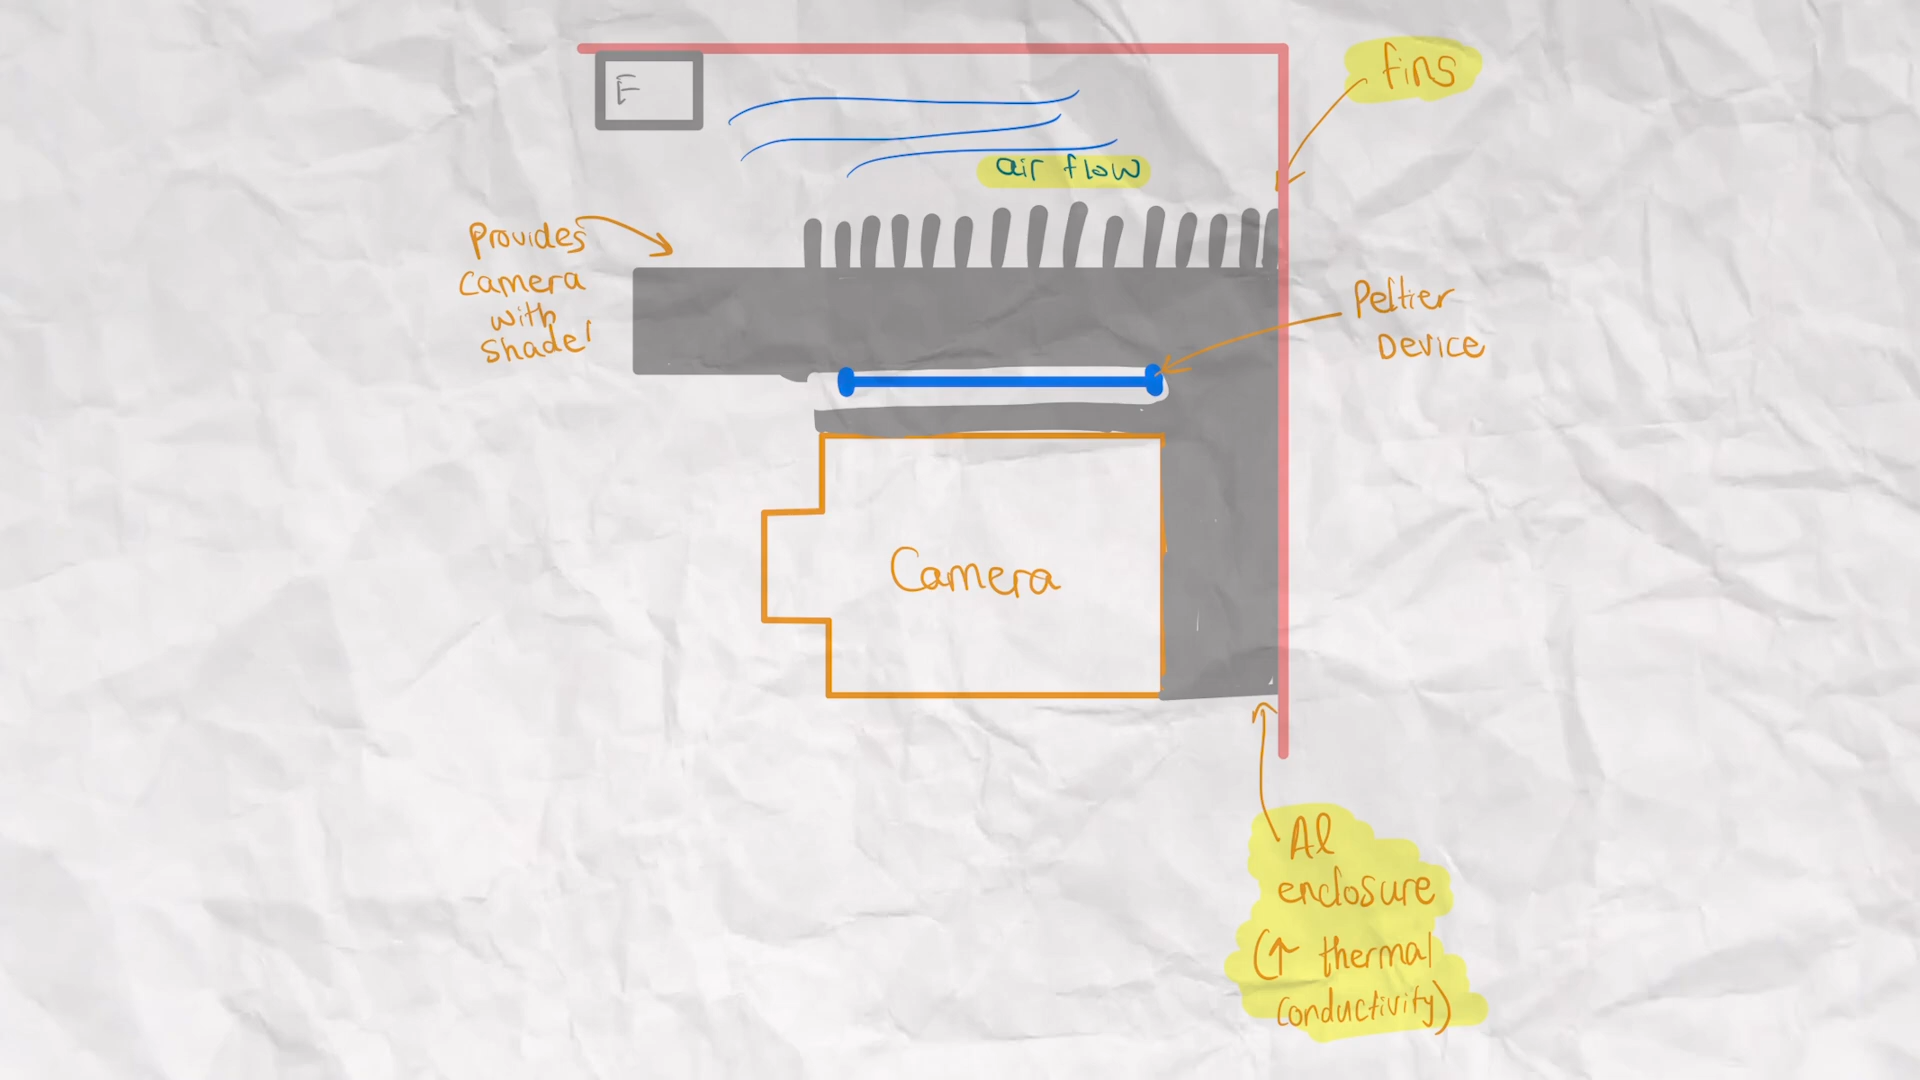 F
fins
air flow
Provides
Camera
with
Shade!
Peltier
Device
Camera
Al
enclosure
(↑ thermal
conductivity)